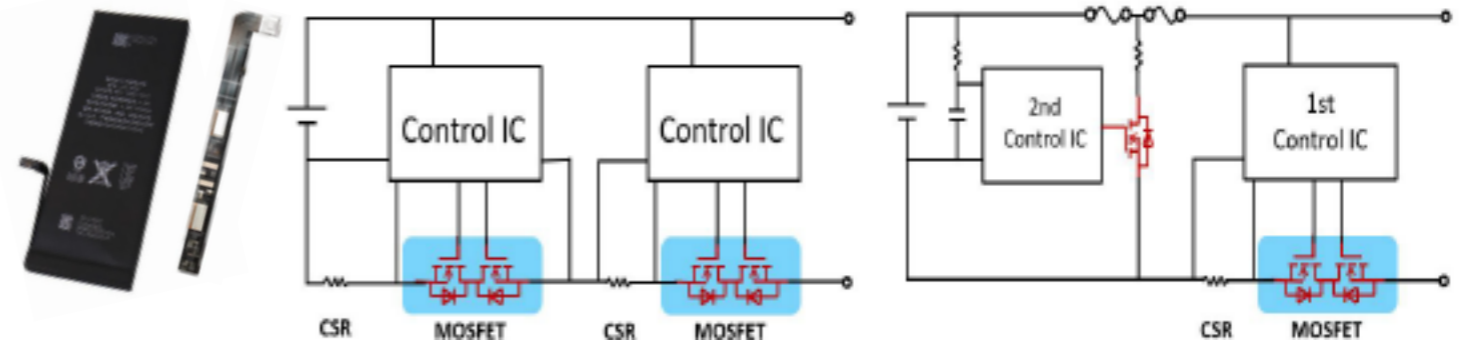 Control IC
CSR
MOSFET
Control IC
CSR
MOSFET
2nd
Control IC
1st
Control IC
CSR
MOSFET